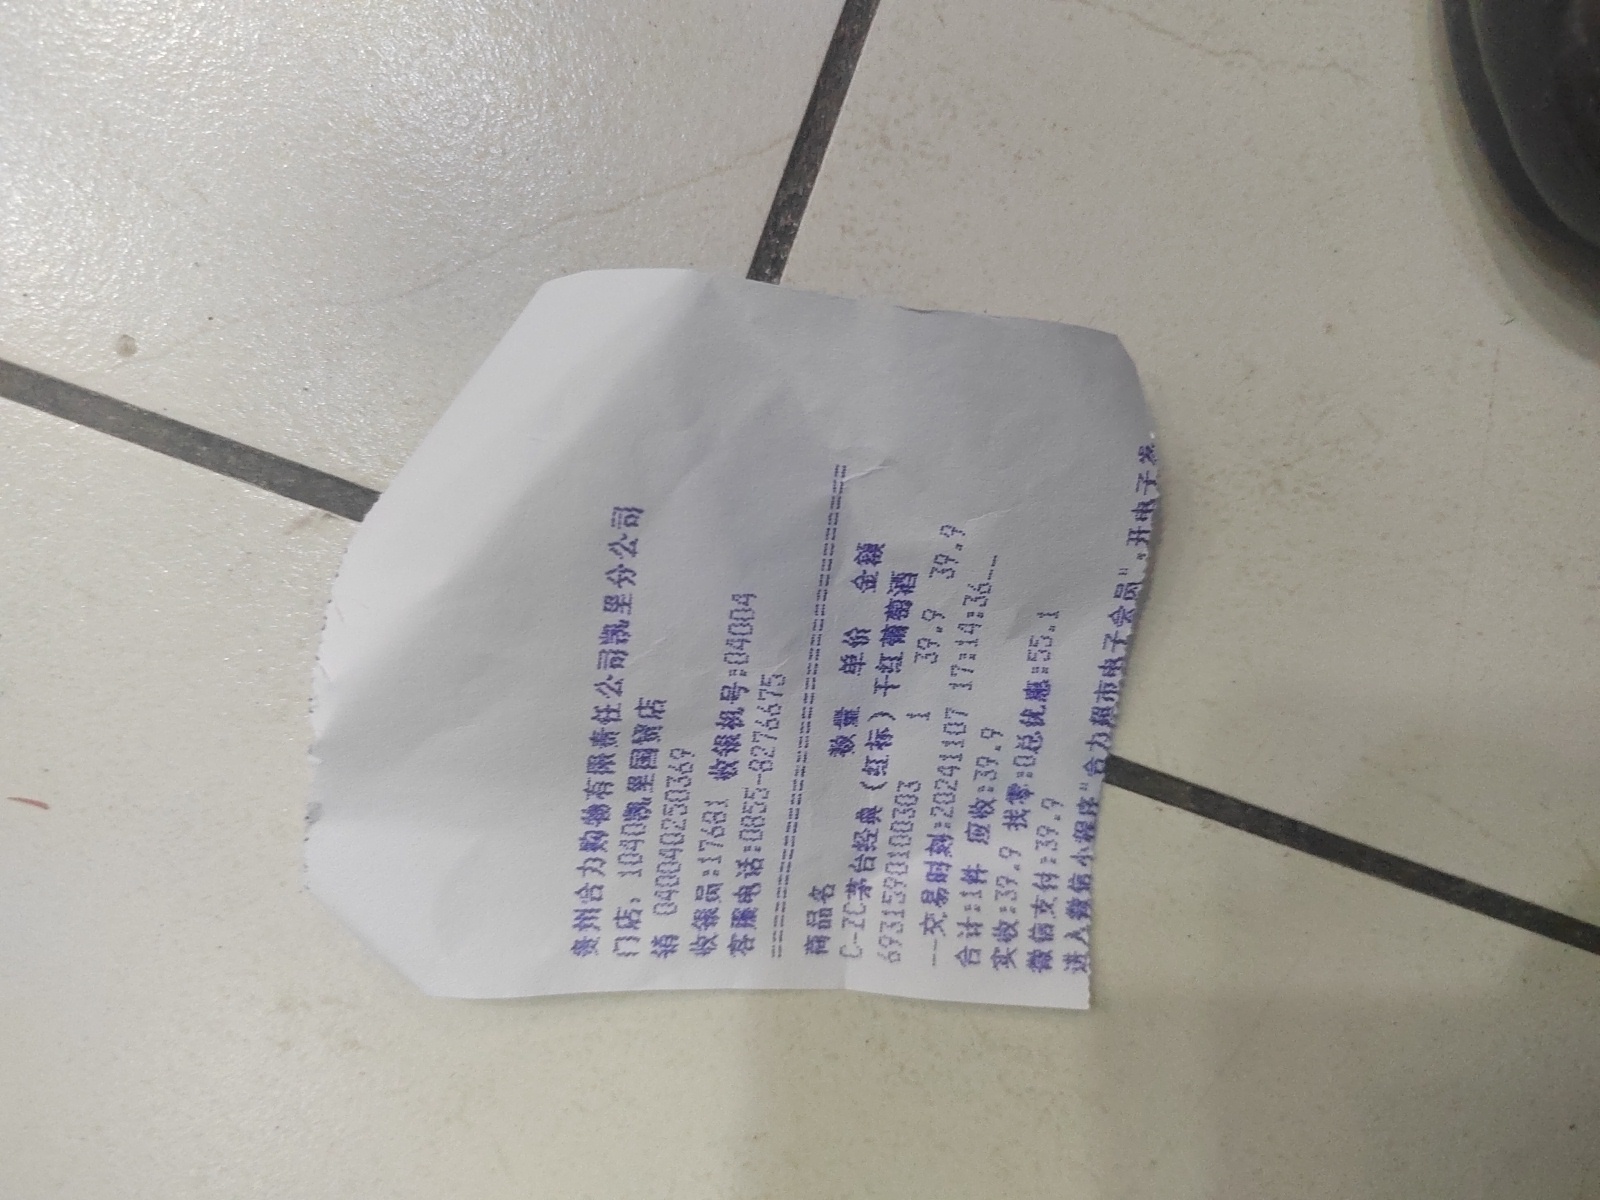 贵州合力购物有限责任公司凯里分公司
门店：1040凯里国贸店
销 040040250369
收银员:17681 收银机号:04004
客服电话:0855-8276675
==========================================
商品名 数量 单价 金额
C-ZC茅台经典（红标）干红葡萄酒
6931590100303 1 39.9 39.9
--交易时刻:20241107 17:14:36--
合计:1件 应收:39.9
实收:39.9 找零:0总优惠:55.1
微信支付:39.9
进入微信小程序"合力超市电子会员",开电子发